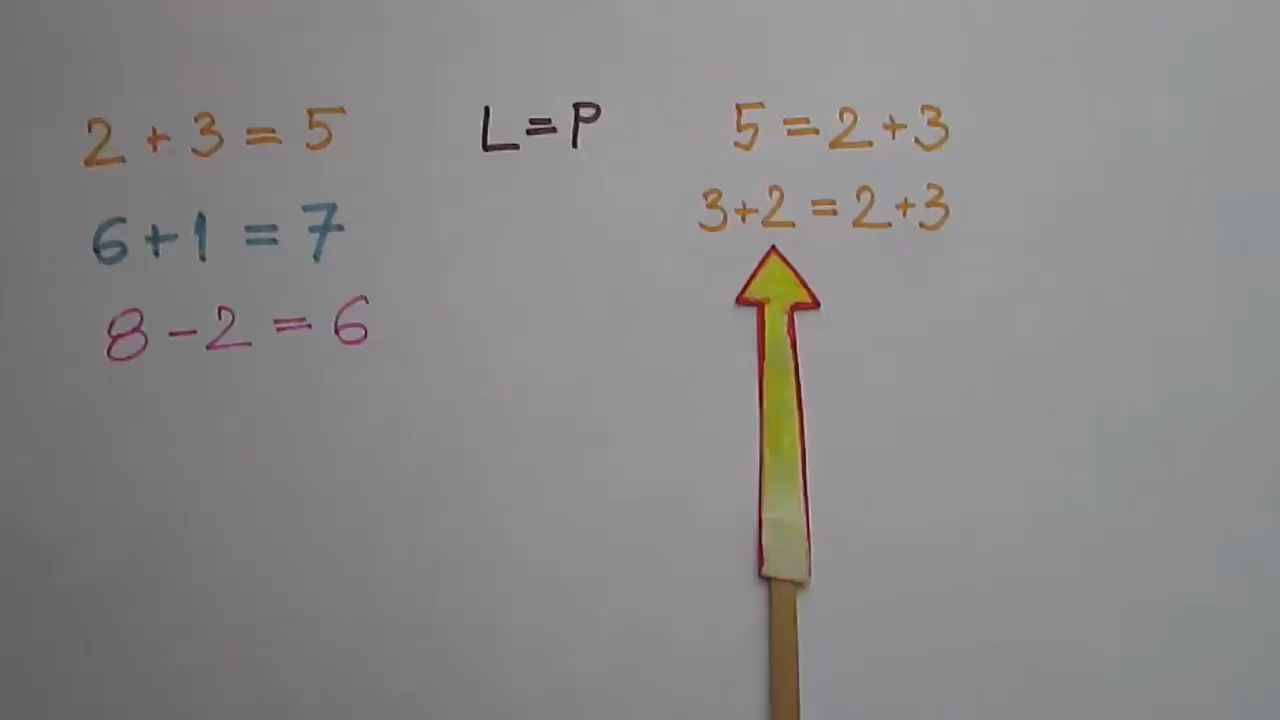 2 + 3 = 5
6 + 1 = 7
8 - 2 = 6
L = P
5 = 2 + 3
3 + 2 = 2 + 3